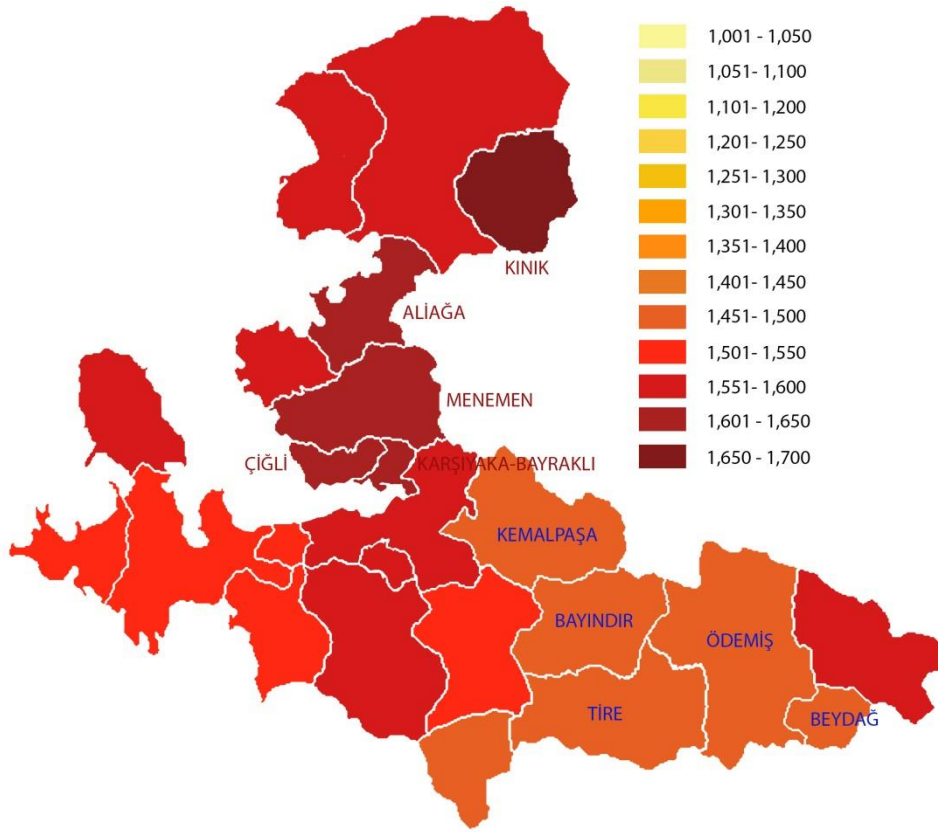 1,001 - 1,050
1,051- 1,100
1,101- 1,200
1,201- 1,250
1,251- 1,300
1,301- 1,350
1,351- 1,400
1,401- 1,450
1,451- 1,500
1,501- 1,550
1,551- 1,600
1,601 - 1,650
1,650 - 1,700
KINIK
ALİAĞA
MENEMEN
ÇİĞLİ
KARŞIYAKA-BAYRAKLI
KEMALPAŞA
BAYINDIR
ÖDEMİŞ
TİRE
BEYDAĞ